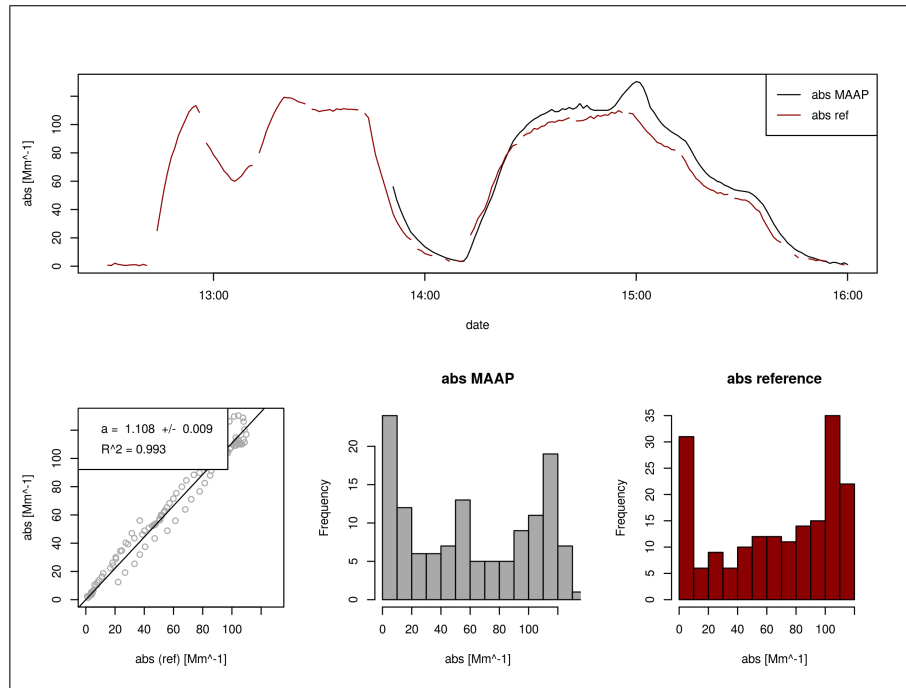 abs MAAP
abs ref
abs [Mm^-1]
0 20 40 60 80 100
13:00 14:00 15:00 16:00
date
a = 1.108 +/- 0.009
R^2 = 0.993
abs [Mm^-1]
0 20 40 60 80 100
0 20 40 60 80 100
abs (ref) [Mm^-1]
abs MAAP
Frequency
0 5 10 15 20
0 20 40 60 80 100
abs [Mm^-1]
abs reference
Frequency
0 5 10 15 20 25 30 35
0 20 40 60 80 100
abs [Mm^-1]